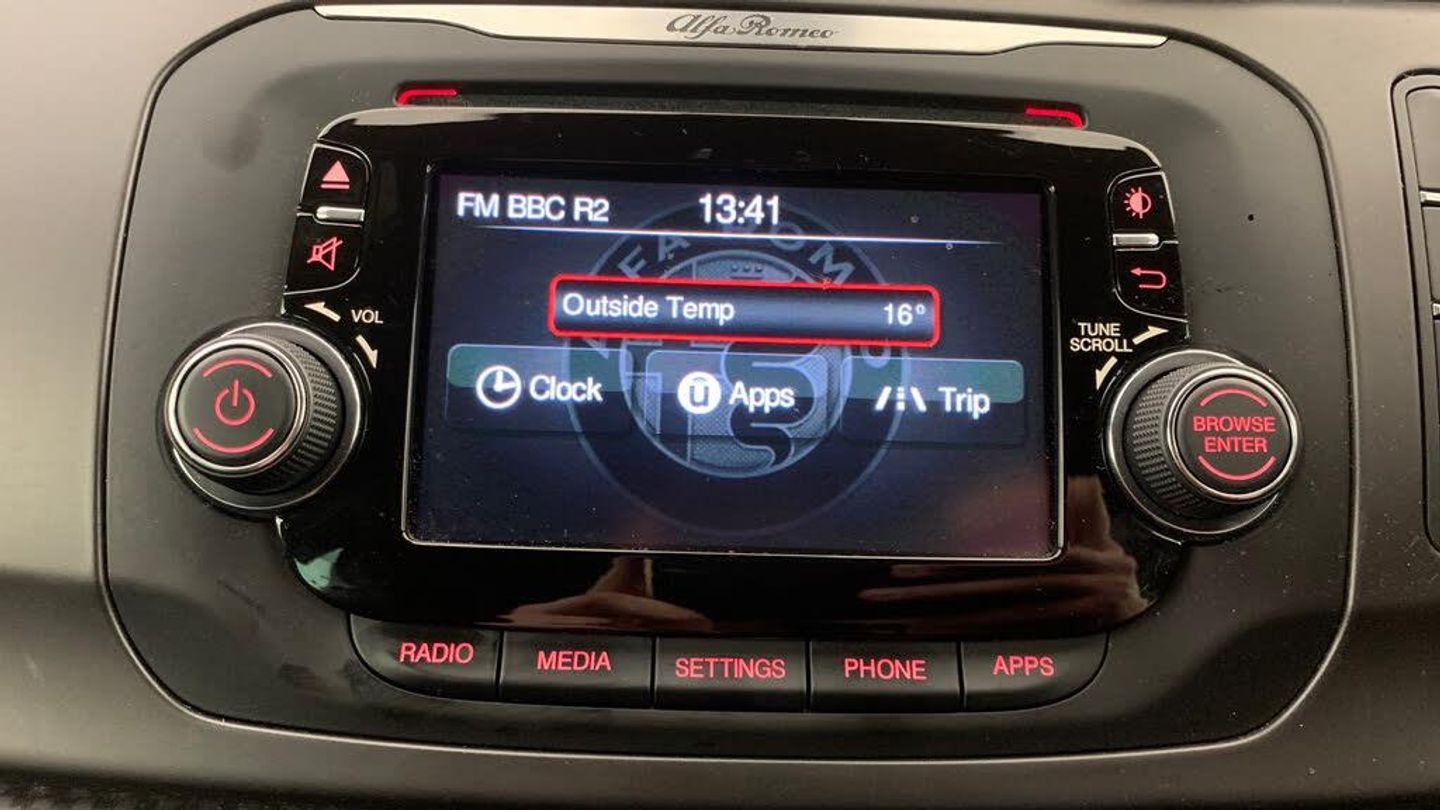 Alfa Romeo
FM BBC R2 13:41
VOL
Outside Temp 16°
TUNE
SCROLL
Clock
Apps
Trip
BROWSE
ENTER
RADIO
MEDIA
SETTINGS
PHONE
APPS